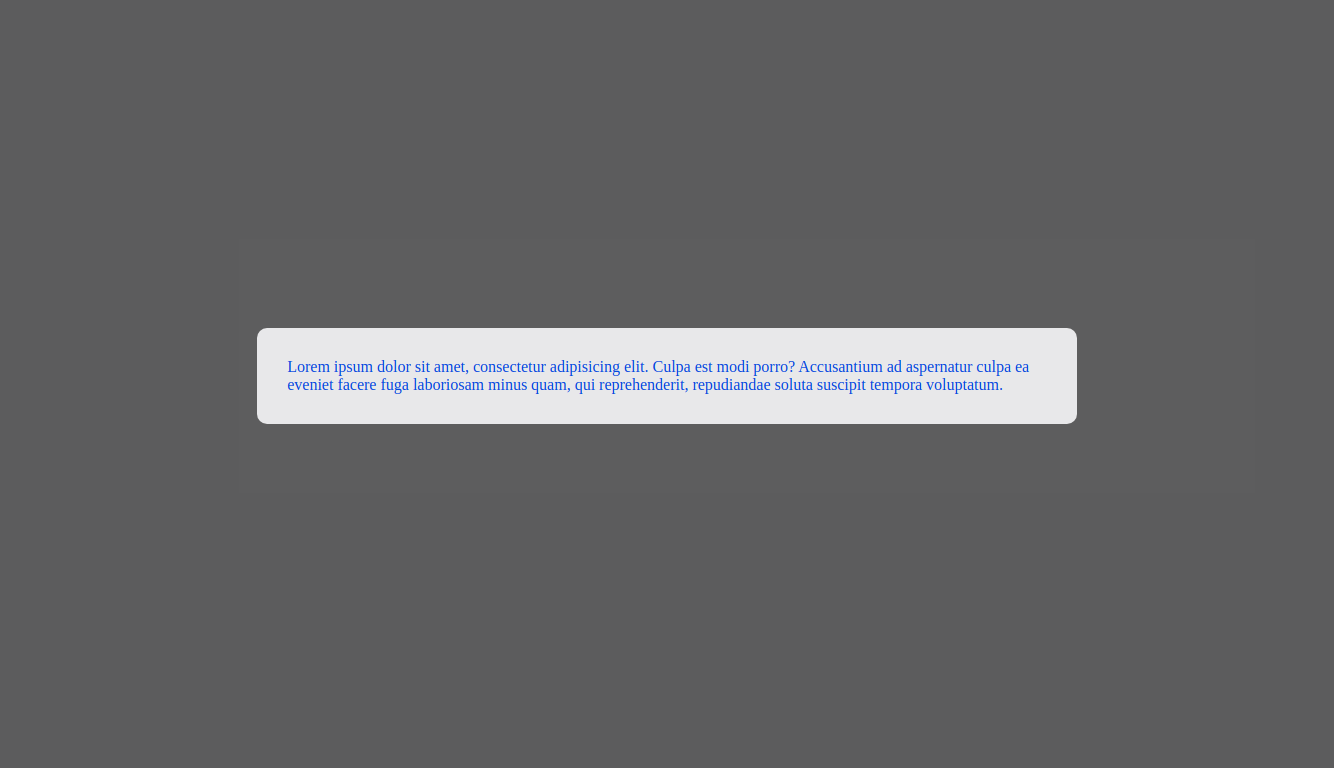 Lorem ipsum dolor sit amet, consectetur adipisicing elit. Culpa est modi porro? Accusantium ad aspernatur culpa ea
eveniet facere fuga laboriosam minus quam, qui reprehenderit, repudiandae soluta suscipit tempora voluptatum.